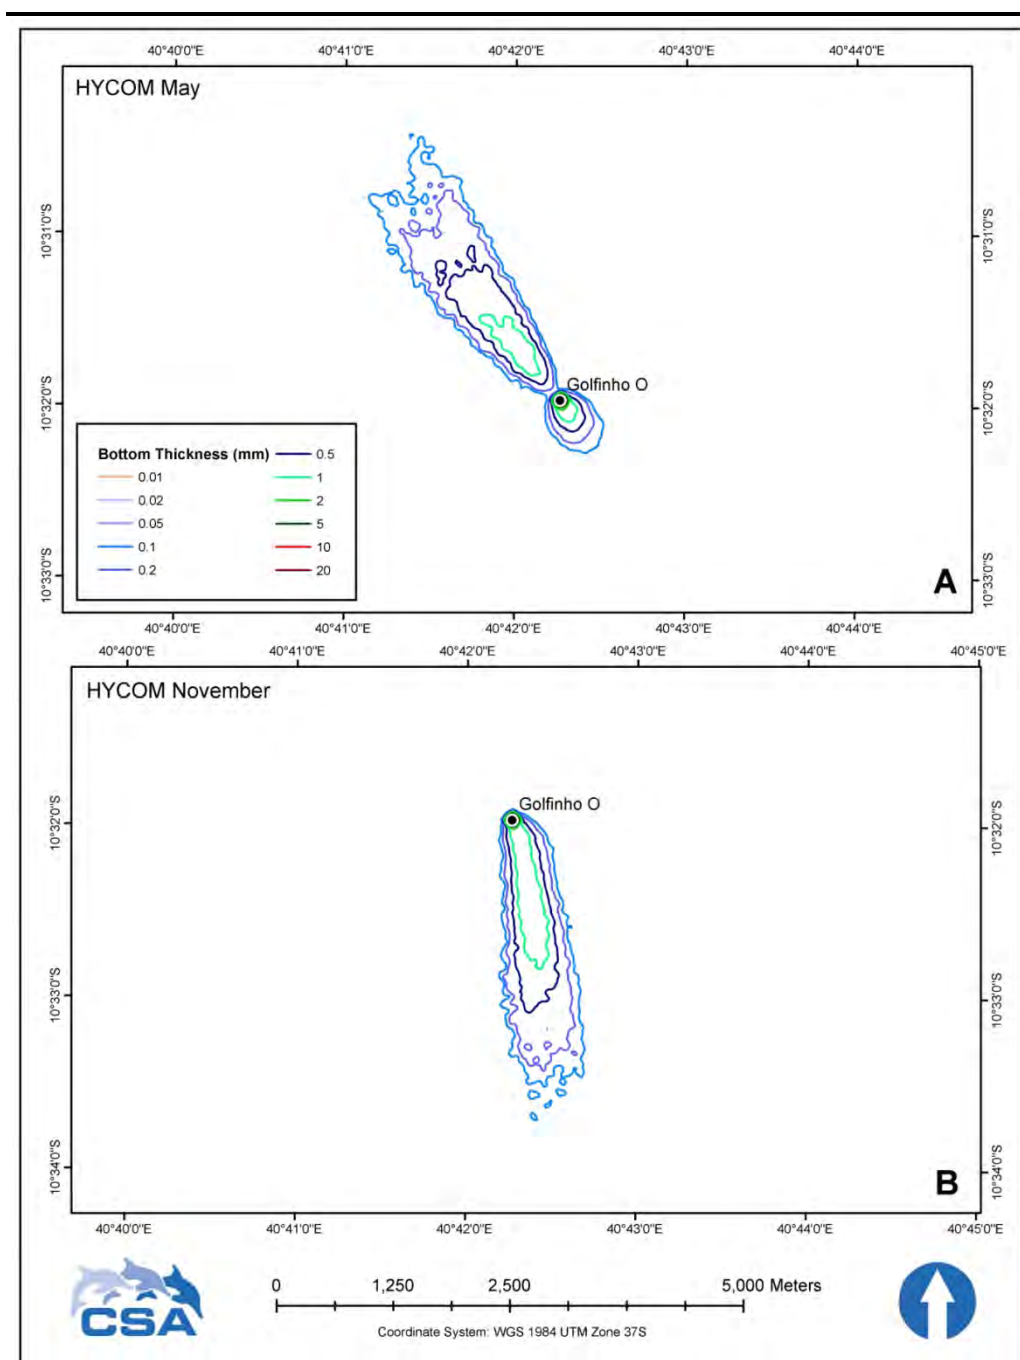 40°40'0"E 40°41'0"E 40°42'0"E 40°43'0"E 40°44'0"E
HYCOM May
10°31'0"S
10°31'0"S
Golfinho O
10°32'0"S
10°32'0"S
Bottom Thickness (mm)
0.01
0.02
0.05
0.1
0.2
0.5
1
2
5
10
20
10°33'0"S
10°33'0"S
A
40°40'0"E 40°41'0"E 40°42'0"E 40°43'0"E 40°44'0"E
40°40'0"E 40°41'0"E 40°42'0"E 40°43'0"E 40°44'0"E 40°45'0"E
HYCOM November
Golfinho O
10°32'0"S
10°32'0"S
10°33'0"S
10°33'0"S
10°34'0"S
10°34'0"S
B
40°40'0"E 40°41'0"E 40°42'0"E 40°43'0"E 40°44'0"E 40°45'0"E
CSA
0 1,250 2,500 5,000 Meters
Coordinate System: WGS 1984 UTM Zone 37S